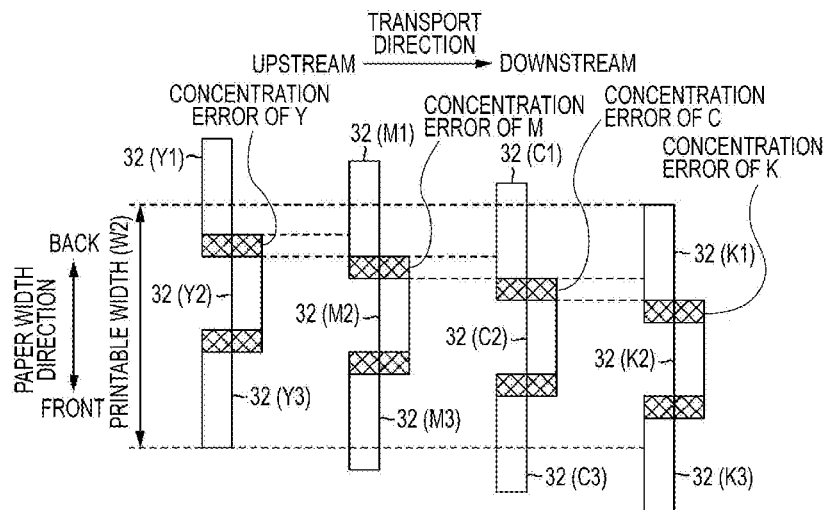 TRANSPORT
DIRECTION
UPSTREAM
DOWNSTREAM
CONCENTRATION
ERROR OF Y
CONCENTRATION
ERROR OF M
CONCENTRATION
ERROR OF C
CONCENTRATION
ERROR OF K
32 (Y1)
32 (M1)
32 (C1)
32 (K1)
BACK
PAPER WIDTH
DIRECTION
FRONT
PRINTABLE WIDTH (W2)
32 (Y2)
32 (M2)
32 (C2)
32 (K2)
32 (Y3)
32 (M3)
32 (C3)
32 (K3)